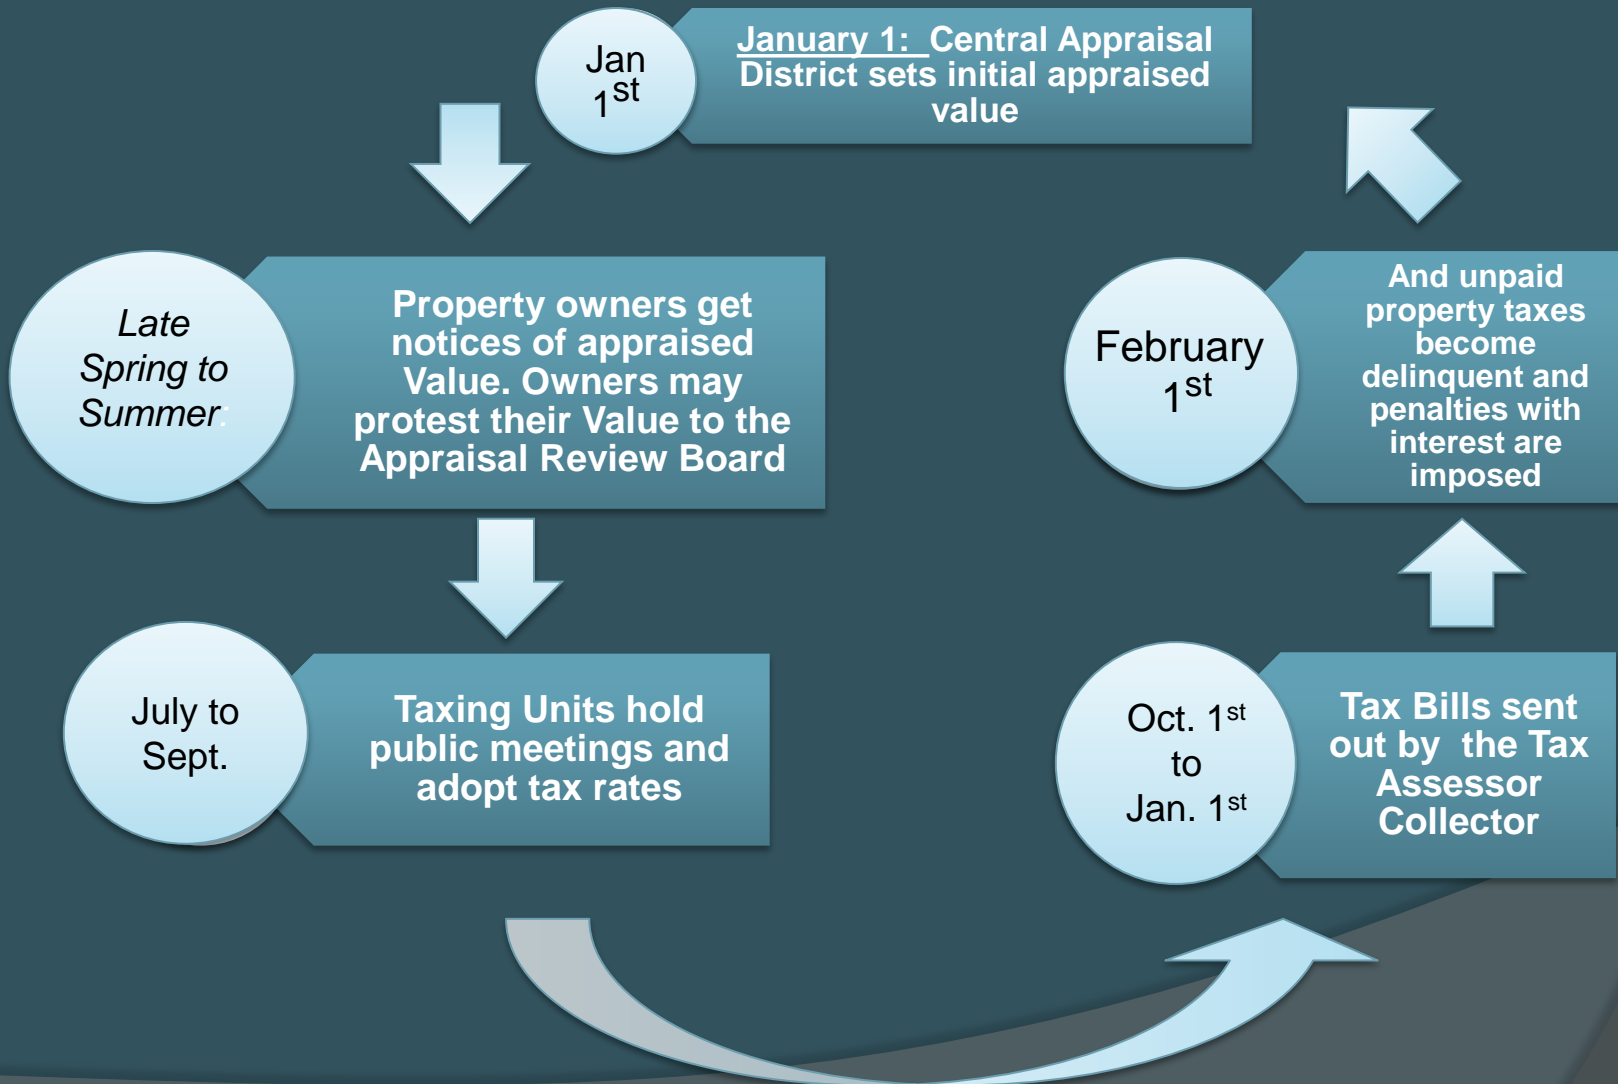 Jan
1st
January 1: Central Appraisal
District sets initial appraised
value
Late
Spring to
Summer:
Property owners get
notices of appraised
Value. Owners may
protest their Value to the
Appraisal Review Board
July to
Sept.
Taxing Units hold
public meetings and
adopt tax rates
Oct. 1st
to
Jan. 1st
Tax Bills sent
out by the Tax
Assessor
Collector
February
1st
And unpaid
property taxes
become
delinquent and
penalties with
interest are
imposed